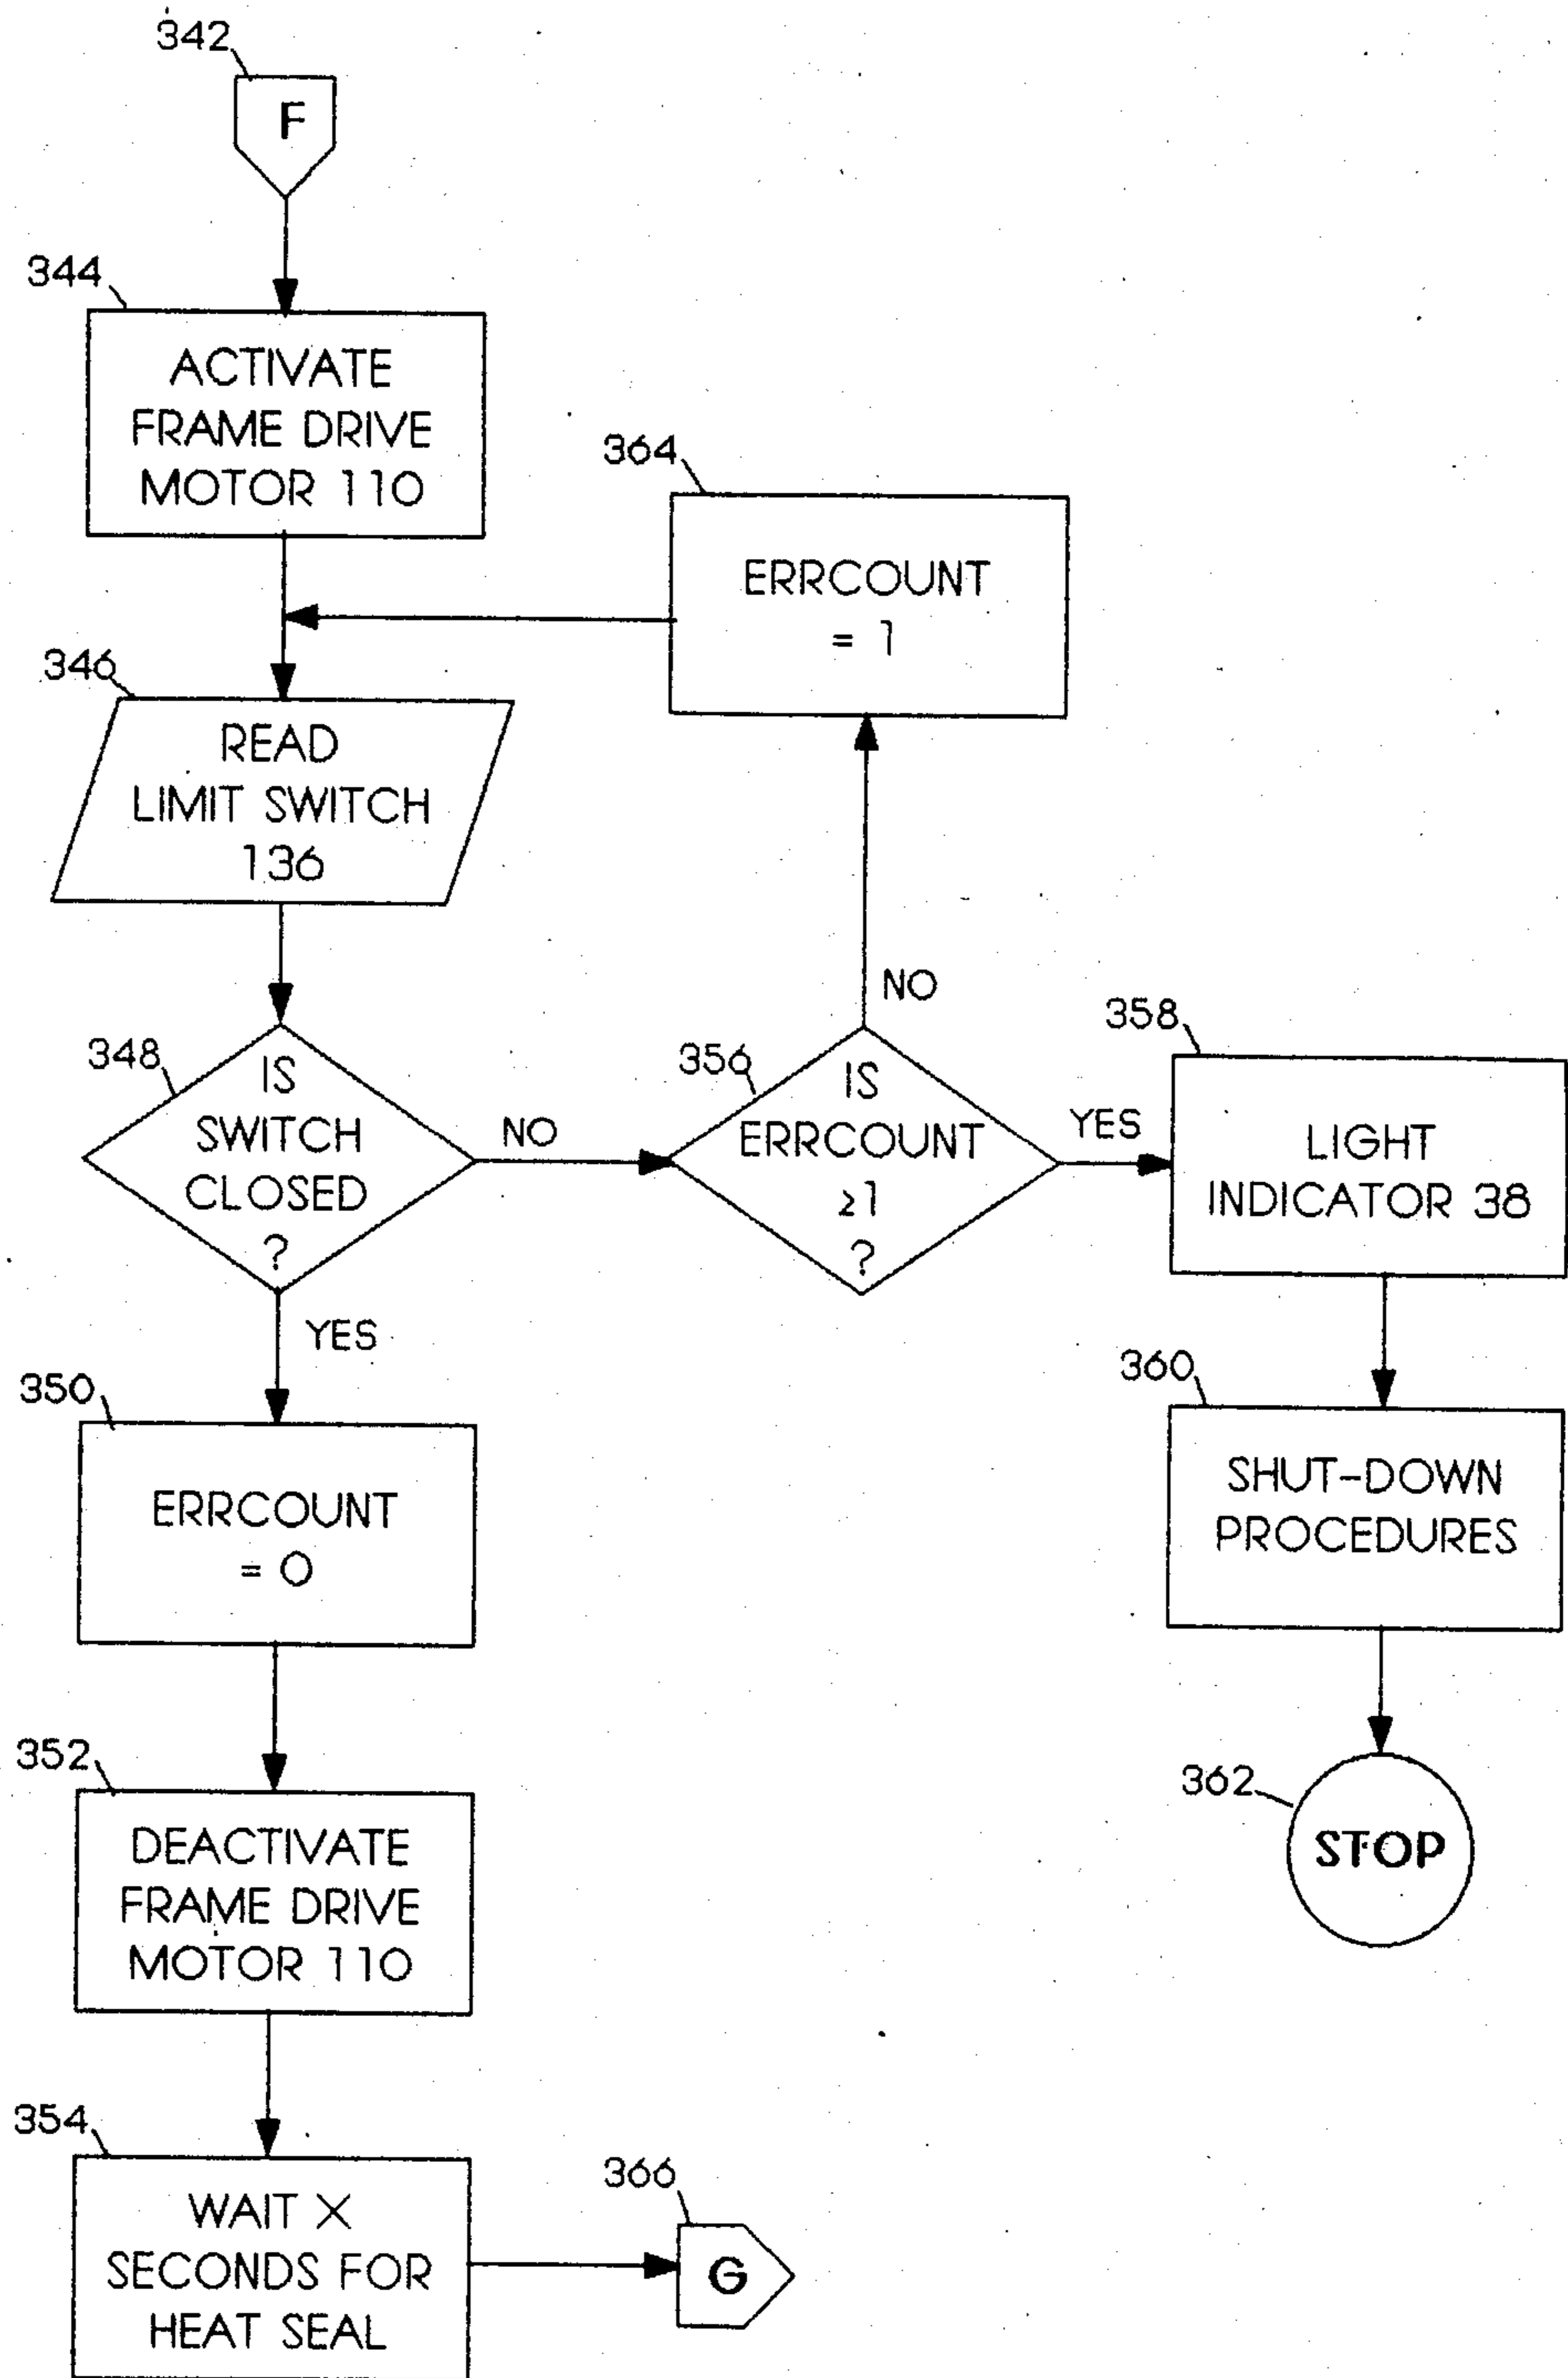 342
F
344
ACTIVATE
FRAME DRIVE
MOTOR 110
364
ERRCOUNT
= 1
346
READ
LIMIT SWITCH
136
348
IS
SWITCH
CLOSED
?
NO
356
IS
ERRCOUNT
≥1
?
NO
YES
358
LIGHT
INDICATOR 38
YES
350
ERRCOUNT
= 0
360
SHUT-DOWN
PROCEDURES
352
DEACTIVATE
FRAME DRIVE
MOTOR 110
362
STOP
354
WAIT X
SECONDS FOR
HEAT SEAL
366
G